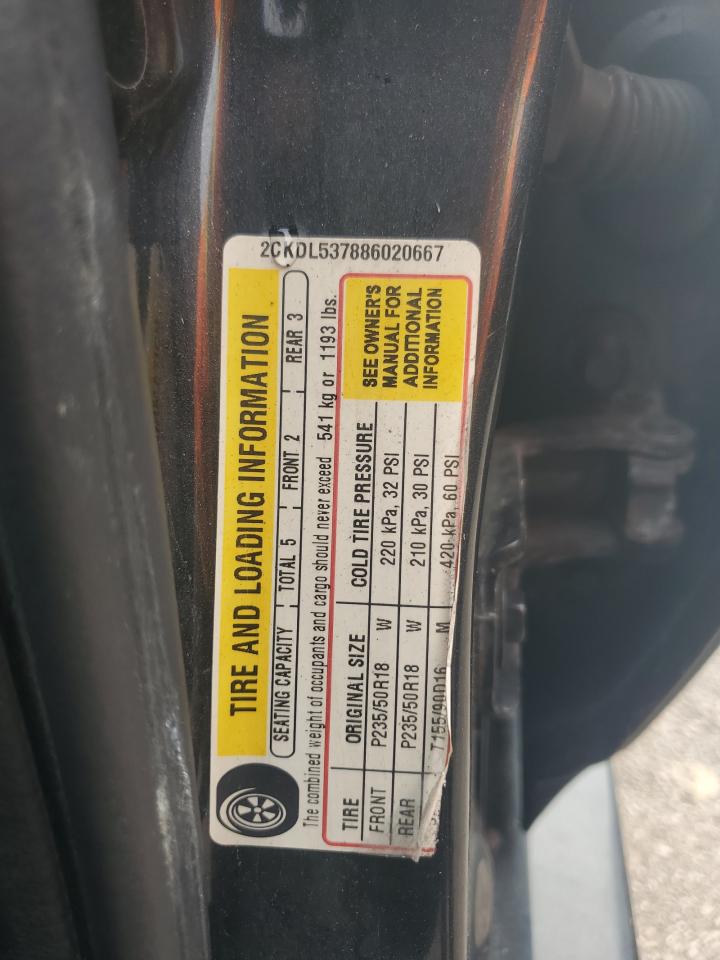 2CKDL537886020667
TIRE AND LOADING INFORMATION
SEATING CAPACITY TOTAL 5 FRONT 2 REAR 3
The combined weight of occupants and cargo should never exceed 541 kg or 1193 lbs.
TIRE ORIGINAL SIZE COLD TIRE PRESSURE
FRONT P235/50R18 W 220 kPa, 32 PSI
REAR P235/50R18 W 210 kPa, 30 PSI
T155/90D16 M 420 kPa, 60 PSI
SEE OWNER'S
MANUAL FOR
ADDITIONAL
INFORMATION